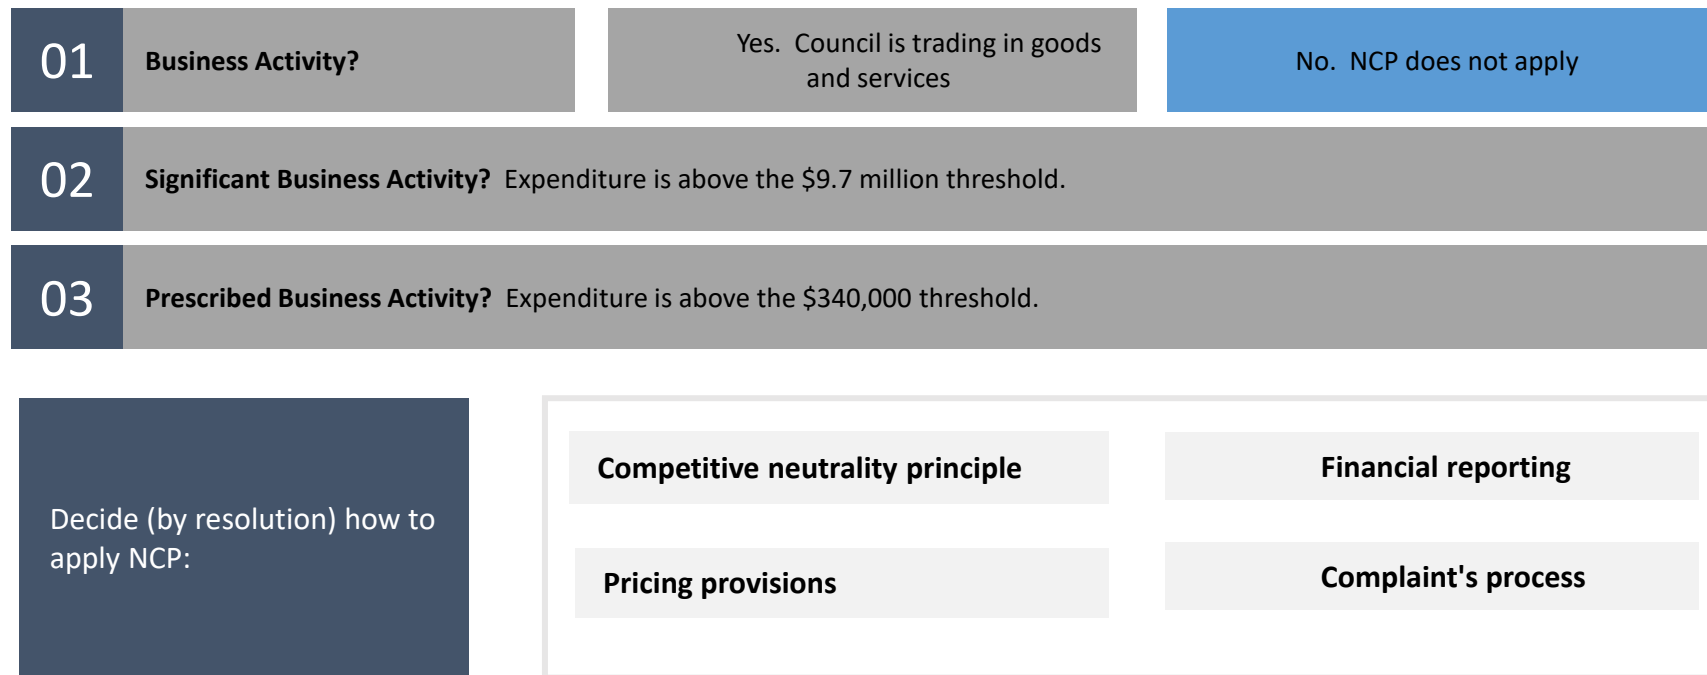 01
Business Activity?
Yes. Council is trading in goods
and services
No. NCP does not apply
02
Significant Business Activity? Expenditure is above the $9.7 million threshold.
03
Prescribed Business Activity? Expenditure is above the $340,000 threshold.
Decide (by resolution) how to
apply NCP:
Competitive neutrality principle
Financial reporting
Pricing provisions
Complaint's process